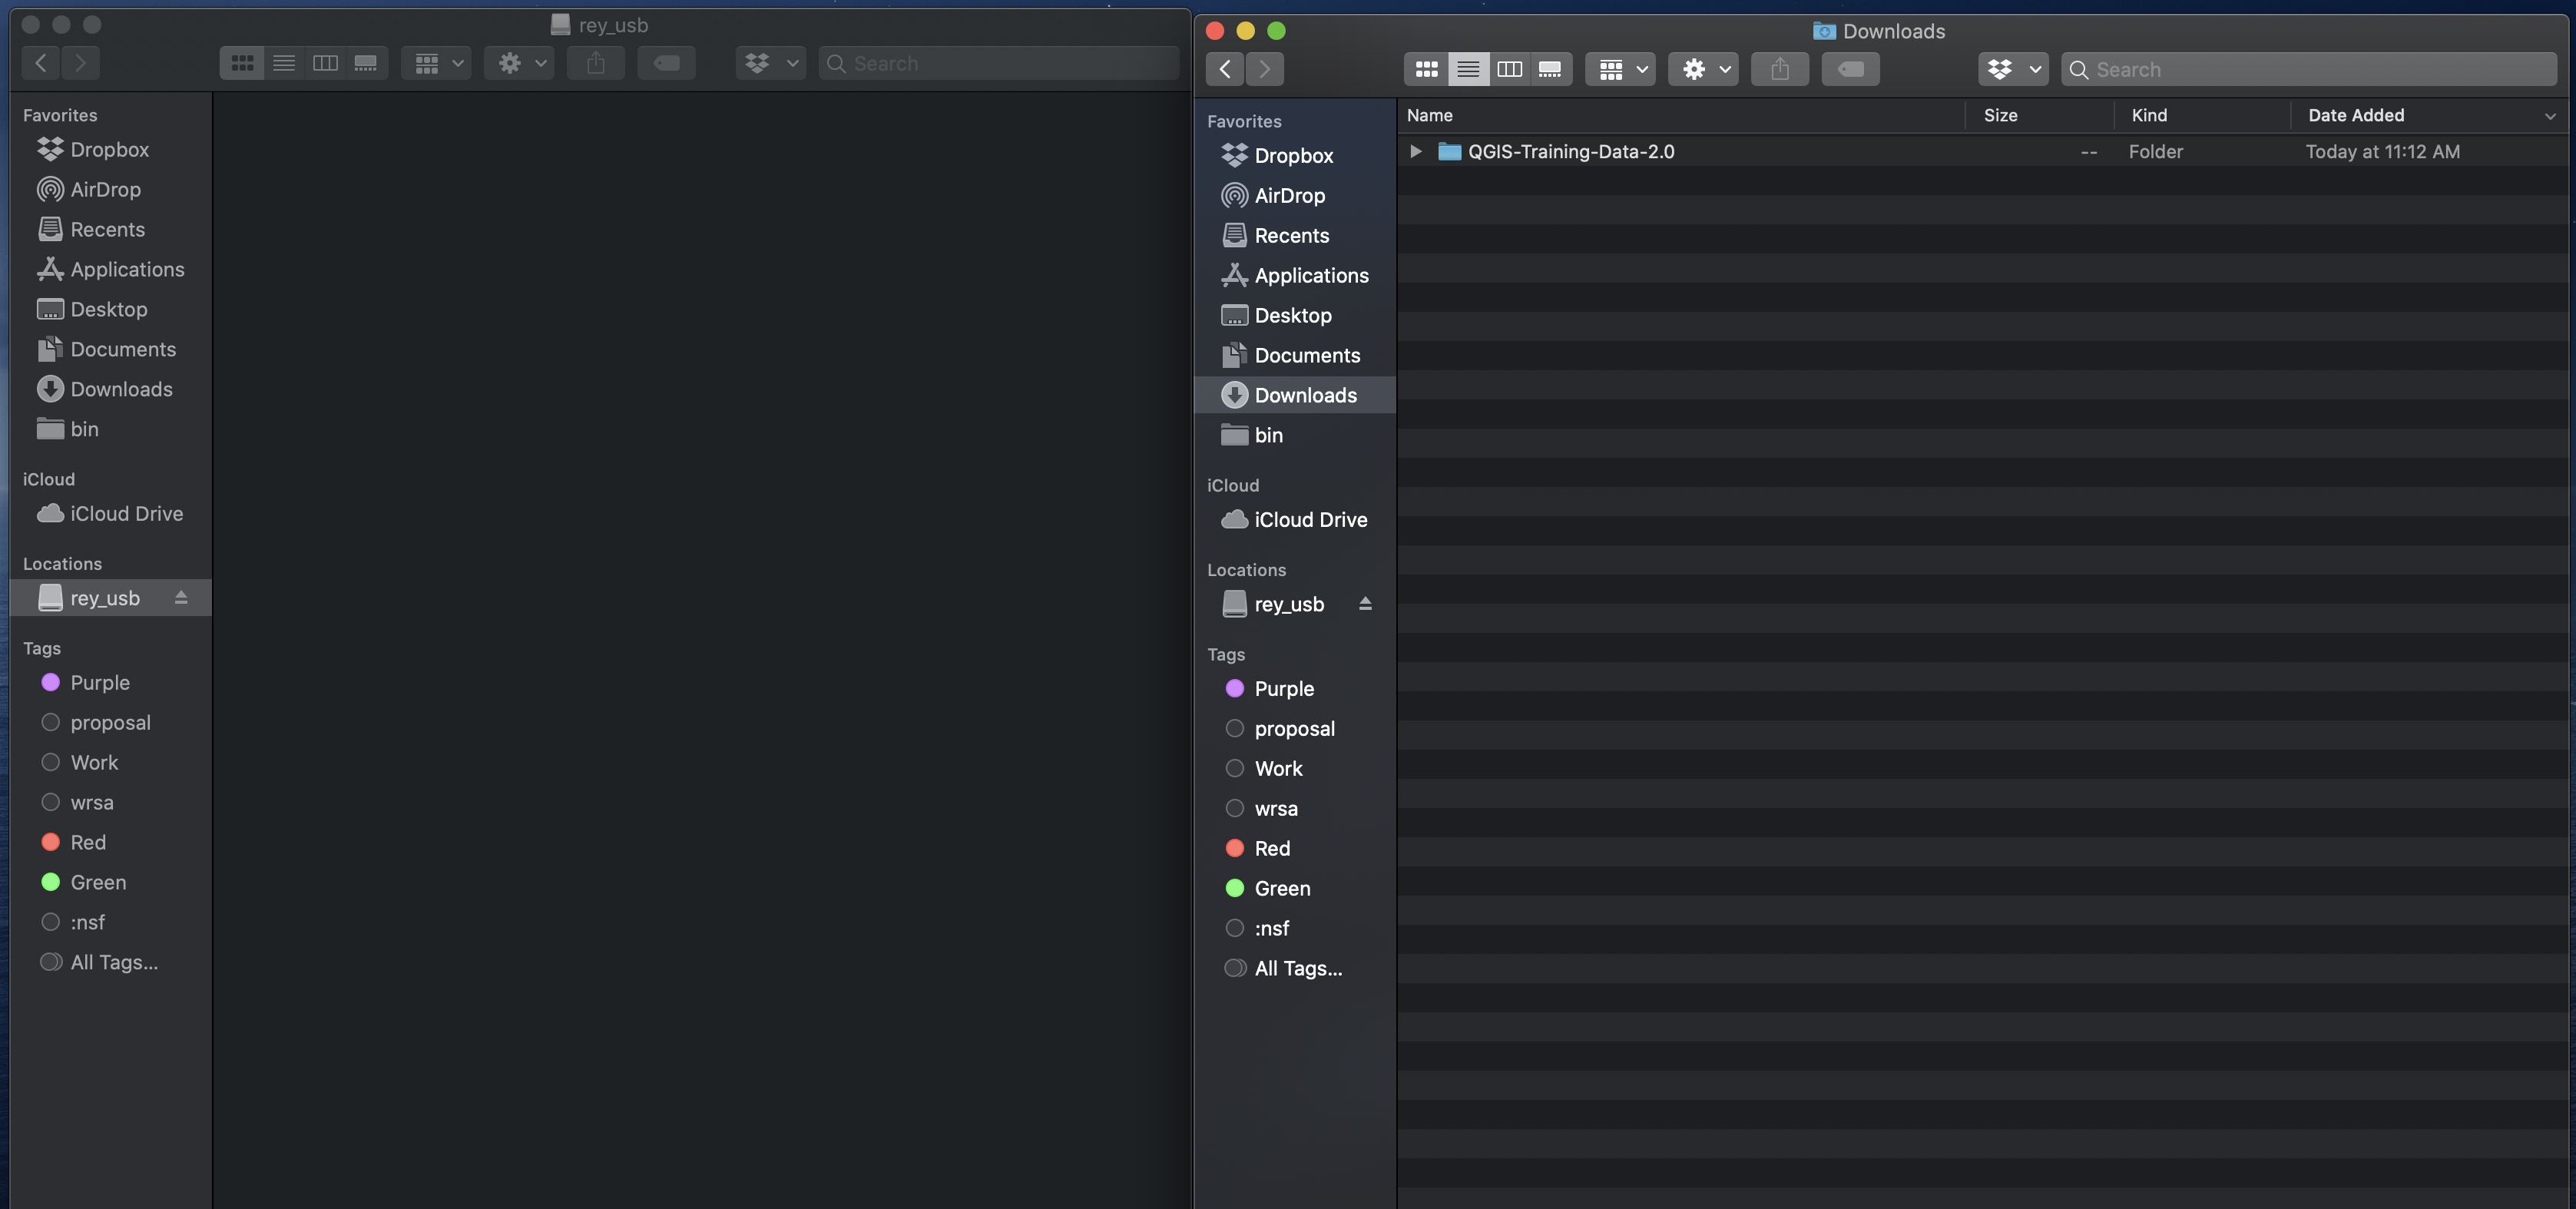 rey_usb
Search
Favorites
Dropbox
AirDrop
Recents
Applications
Desktop
Documents
Downloads
bin
iCloud
iCloud Drive
Locations
rey_usb
Tags
Purple
proposal
Work
wrsa
Red
Green
:nsf
All Tags...
Downloads
Search
Favorites
Dropbox
AirDrop
Recents
Applications
Desktop
Documents
Downloads
bin
iCloud
iCloud Drive
Locations
rey_usb
Tags
Purple
proposal
Work
wrsa
Red
Green
:nsf
All Tags...
Name Size Kind Date Added
QGIS-Training-Data-2.0 -- Folder Today at 11:12 AM